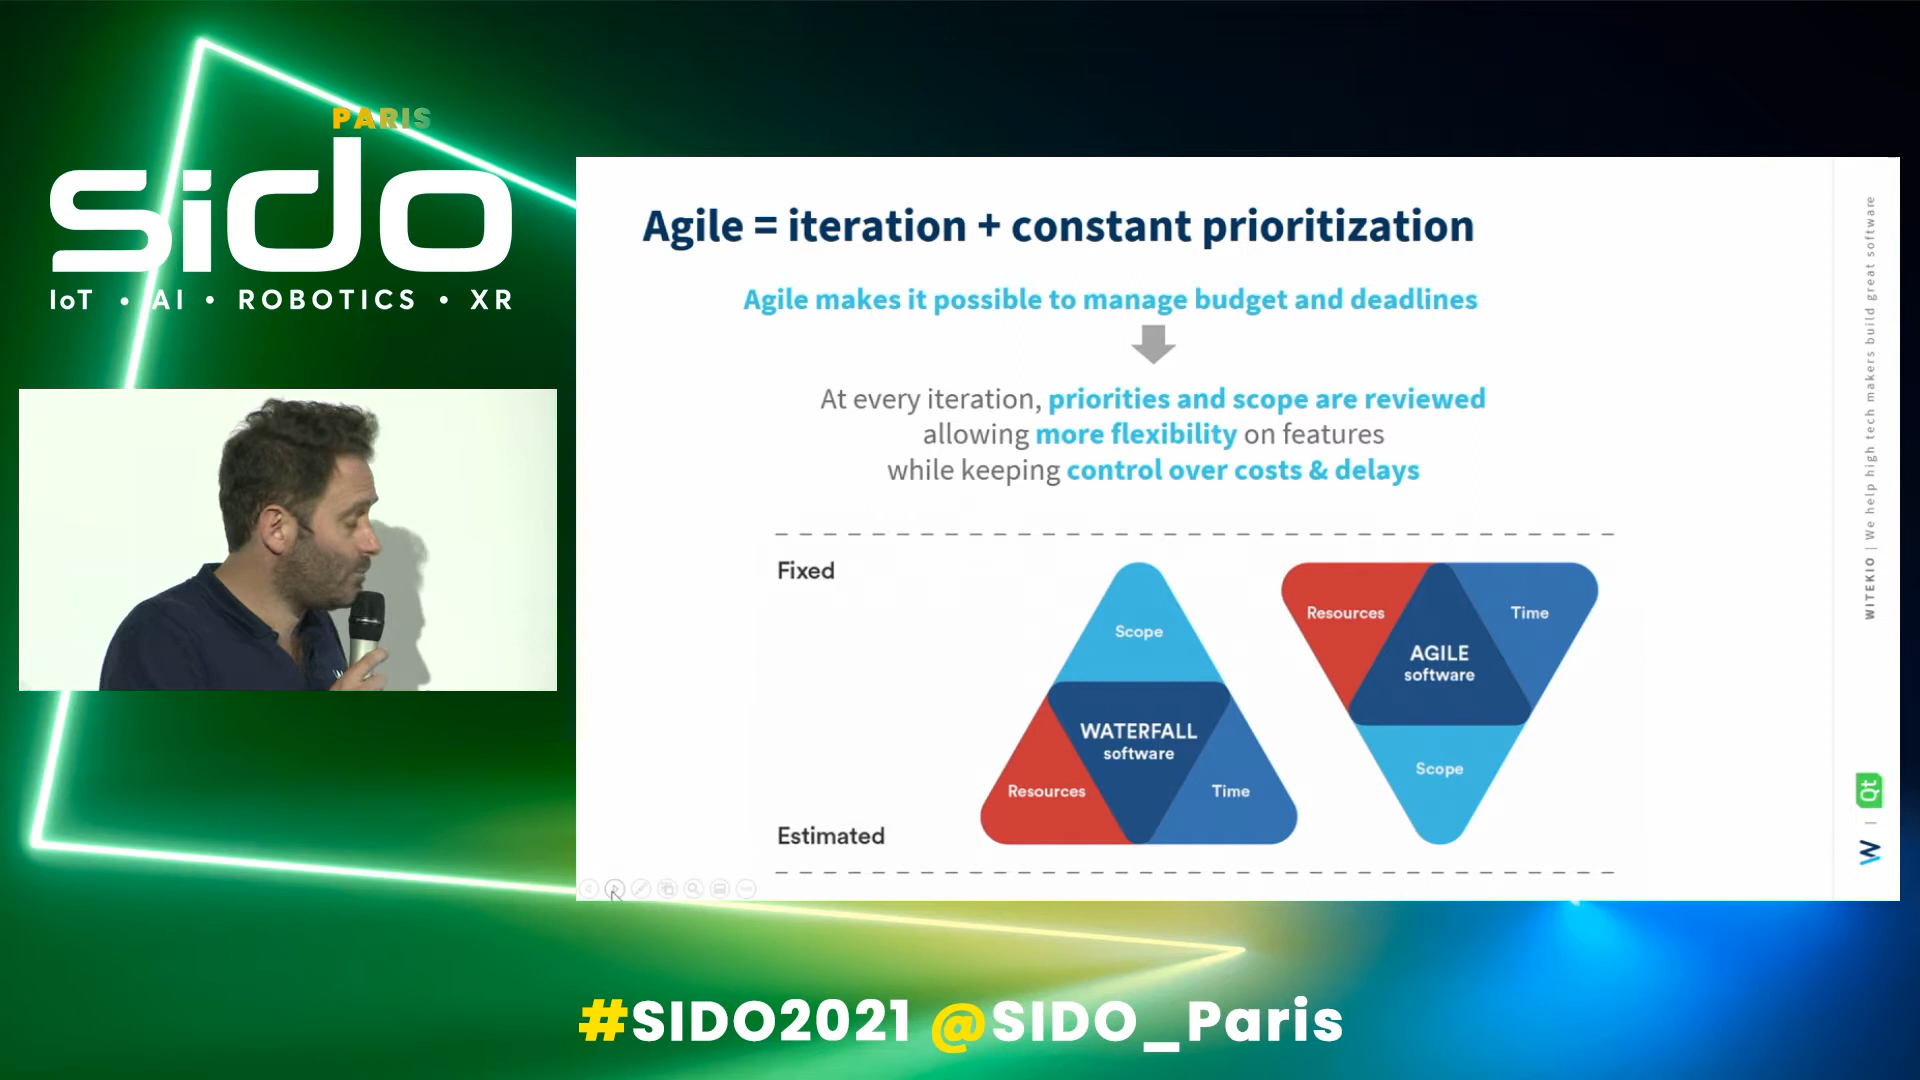 PARIS
sido
IoT • AI • ROBOTICS • XR
Agile = iteration + constant prioritization
Agile makes it possible to manage budget and deadlines
At every iteration, priorities and scope are reviewed
allowing more flexibility on features
while keeping control over costs & delays
Fixed
Scope
WATERFALL
software
Resources
Time
Resources
Time
AGILE
software
Scope
Estimated
WITEKIO | We help high tech makers build great software
W | Qt
#SIDO2021 @SIDO_Paris